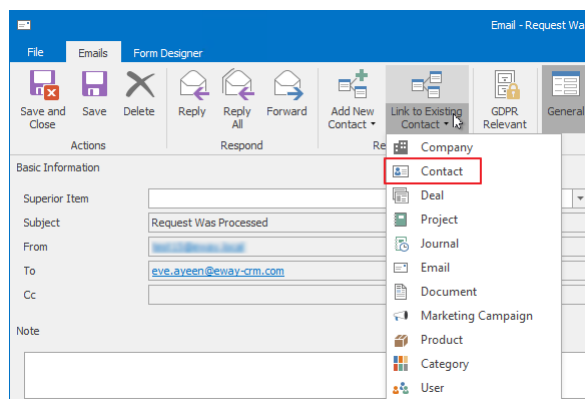 Email - Request Wa
File Emails Form Designer
Save and Close
Save
Delete
Reply
Reply All
Forward
Add New Contact
Link to Existing Contact
GDPR Relevant
General
Actions
Respond
Re
Company
Contact
Deal
Project
Journal
Email
Document
Marketing Campaign
Product
Category
User
Basic Information
Superior Item
Subject Request Was Processed
From
To eve.ayeen@eway-crm.com
Cc
Note